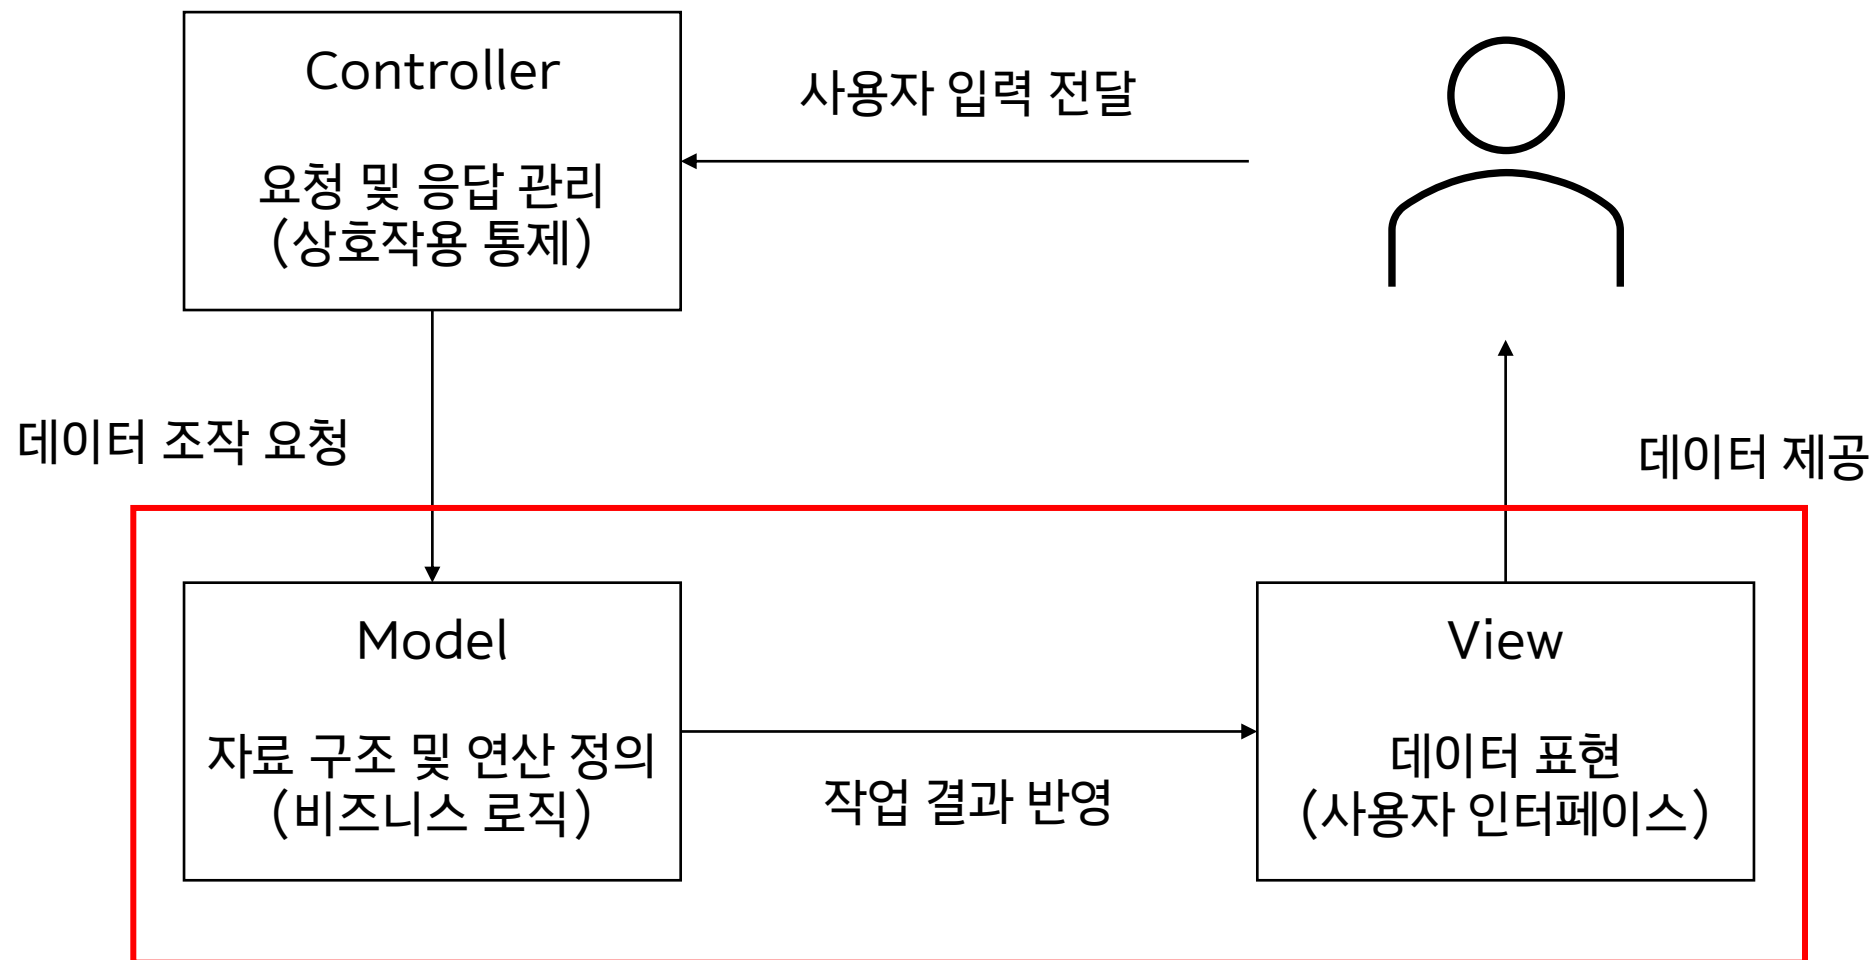 Controller
요청 및 응답 관리
(상호작용 통제)
사용자 입력 전달
데이터 조작 요청
데이터 제공
Model
자료 구조 및 연산 정의
(비즈니스 로직)
작업 결과 반영
View
데이터 표현
(사용자 인터페이스)